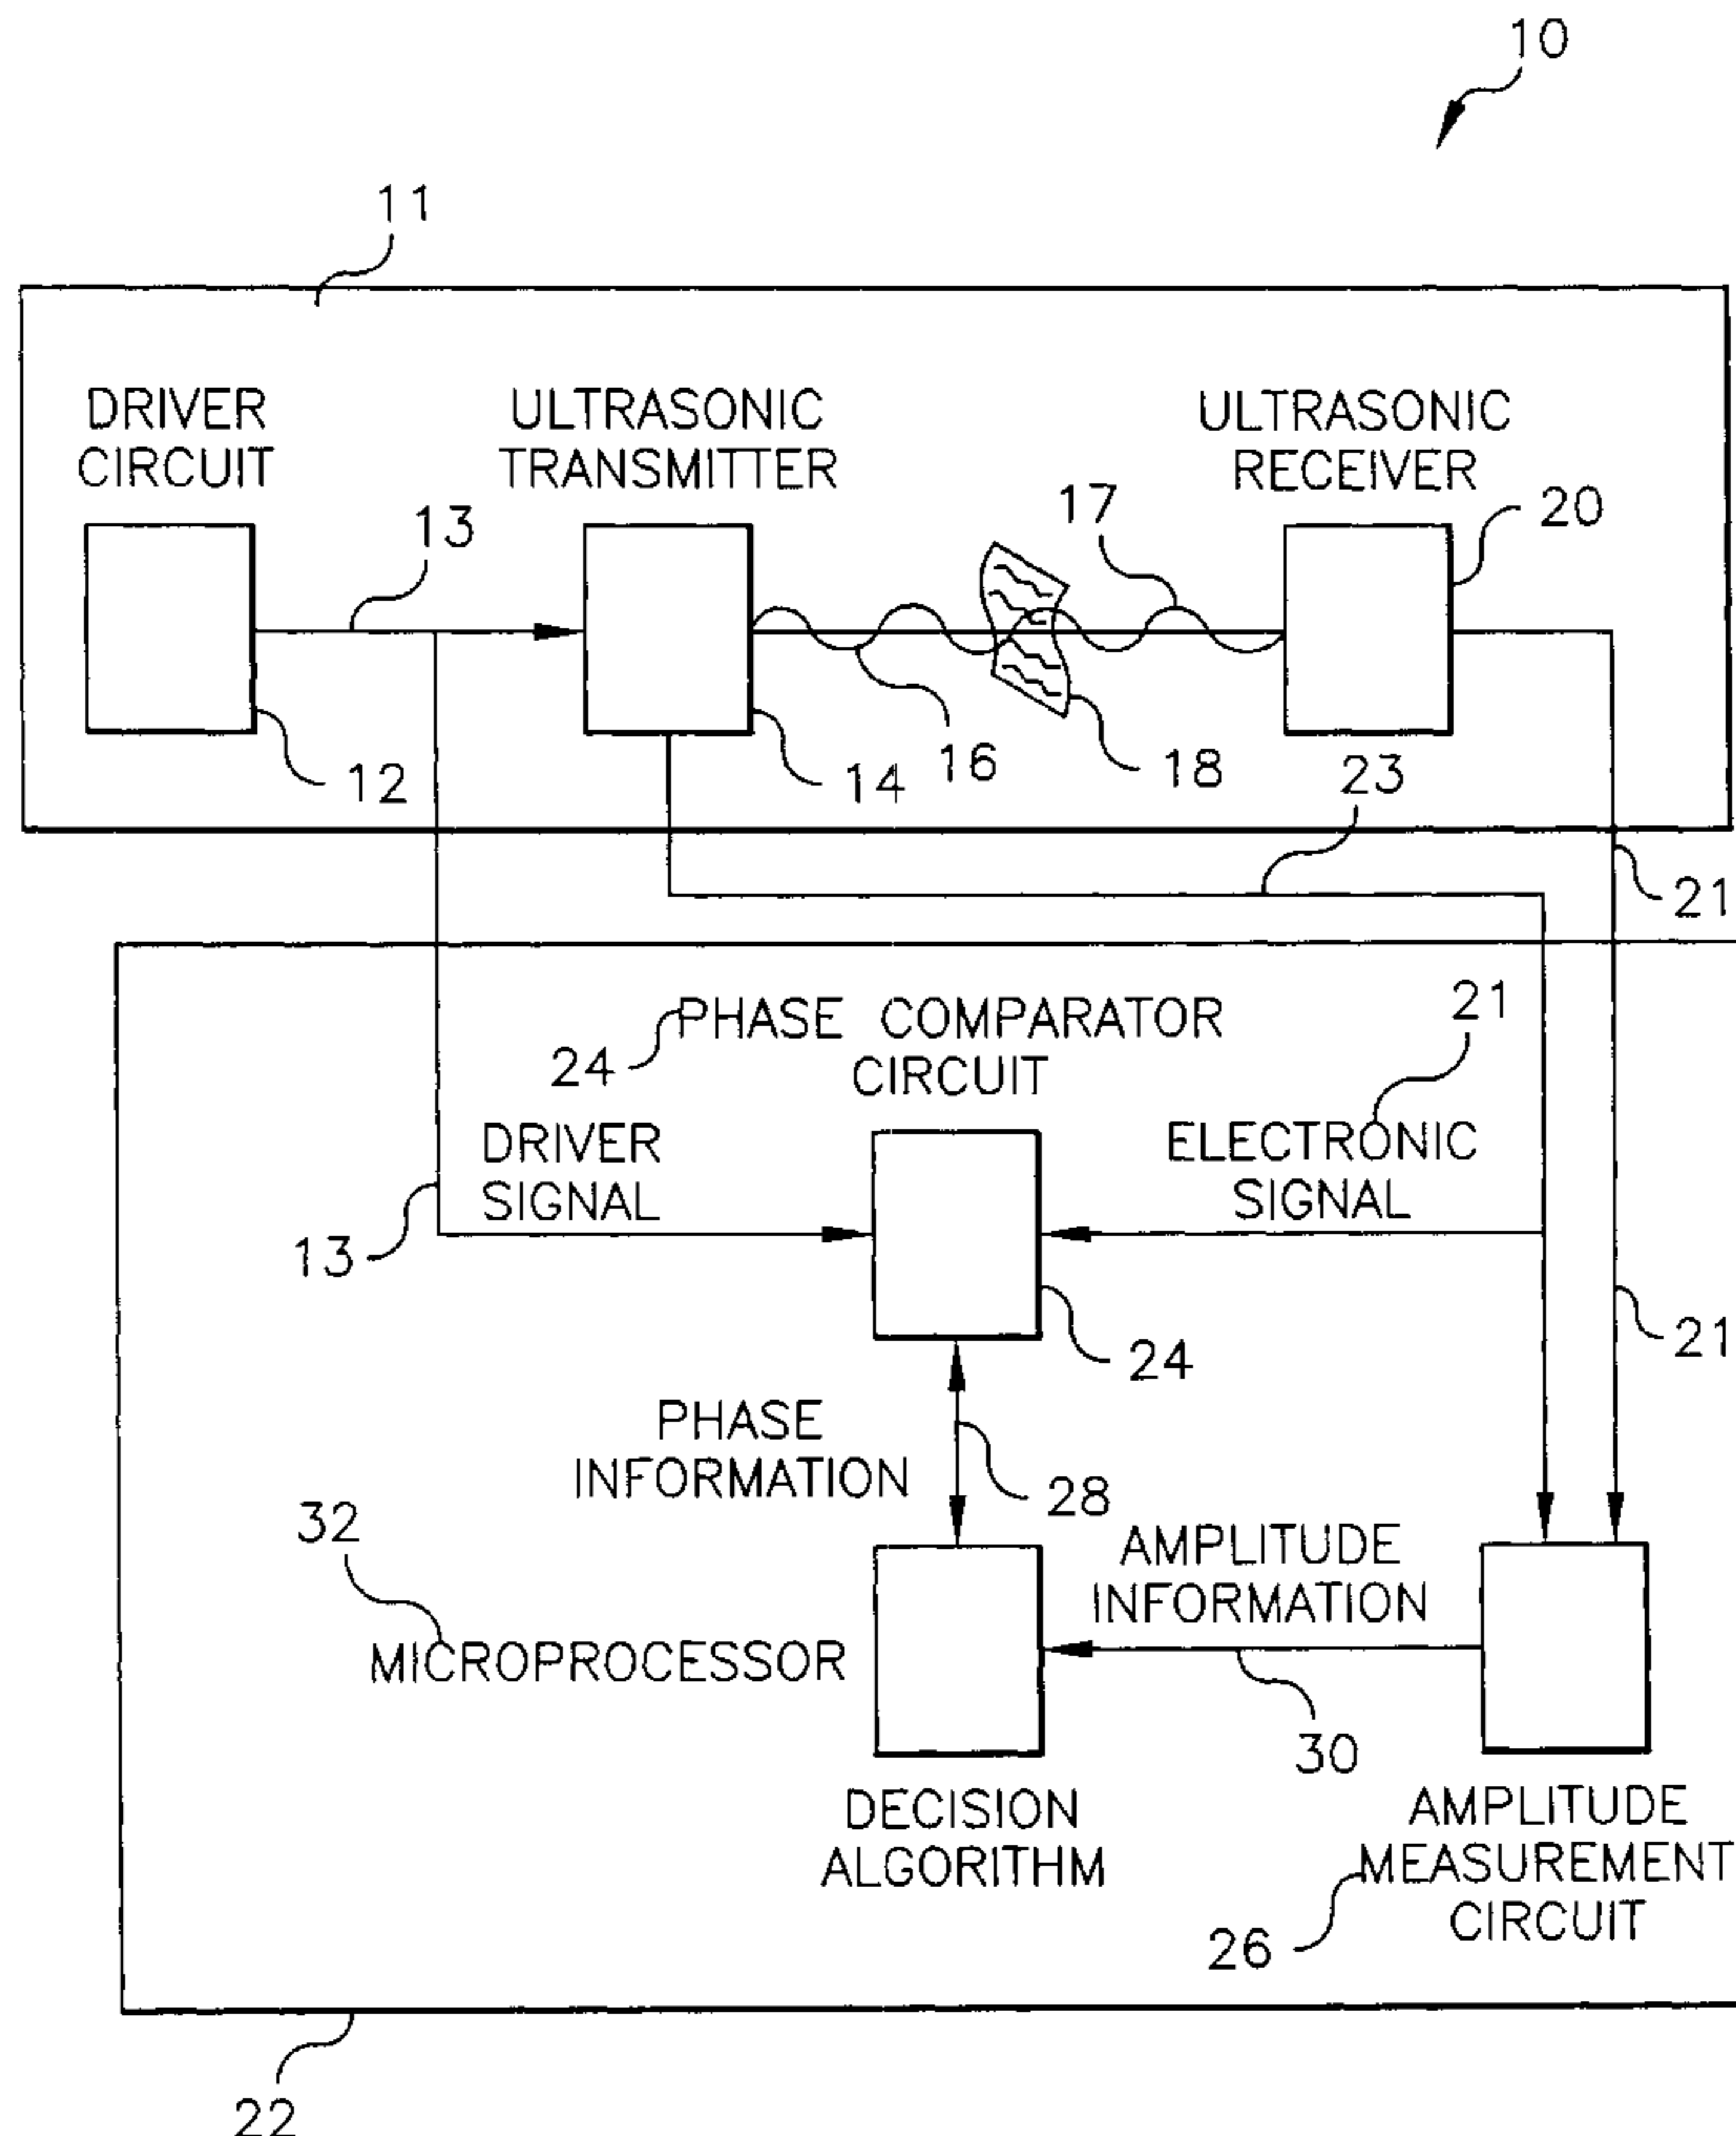 10
11
DRIVER
CIRCUIT
ULTRASONIC
TRANSMITTER
ULTRASONIC
RECEIVER
13
17
20
12
14
16
18
23
21
24
PHASE COMPARATOR
CIRCUIT
21
DRIVER
SIGNAL
ELECTRONIC
SIGNAL
13
24
21
PHASE
INFORMATION
28
32
MICROPROCESSOR
AMPLITUDE
INFORMATION
30
DECISION
ALGORITHM
AMPLITUDE
MEASUREMENT
CIRCUIT
26
22